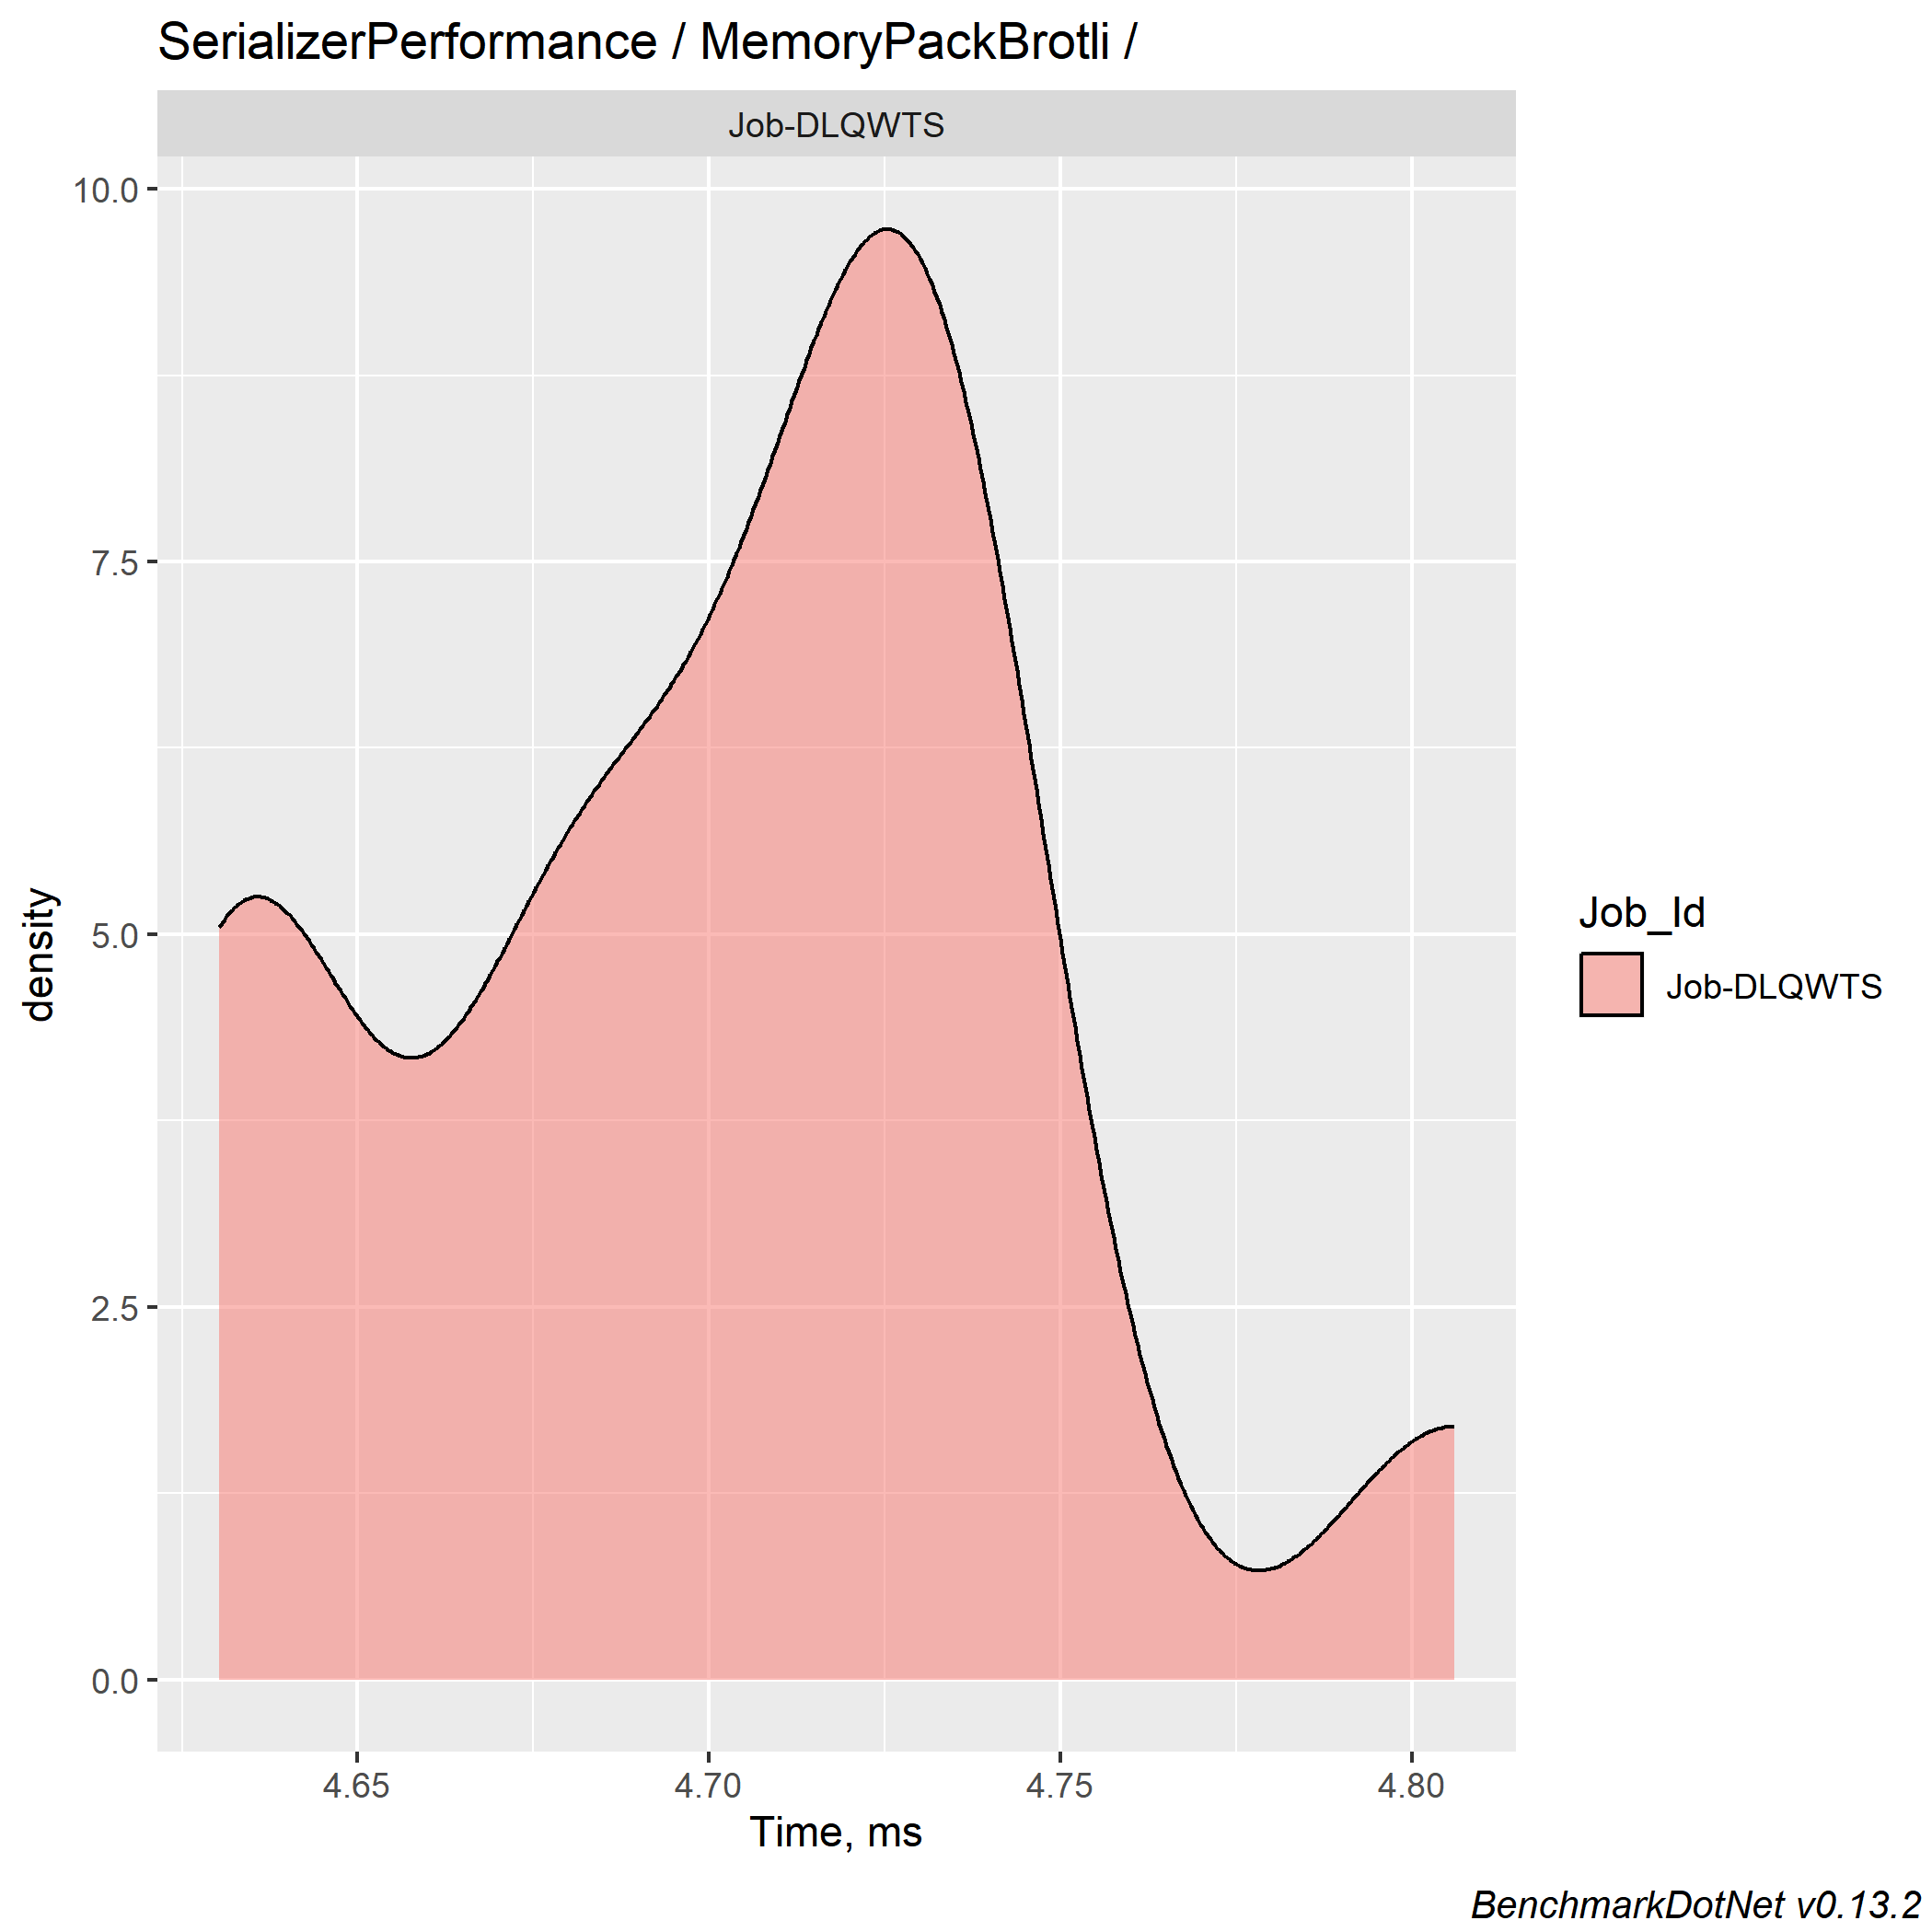 SerializerPerformance / MemoryPackBrotli /
Job-DLQWTS
10.0
7.5
5.0
2.5
0.0
density
4.65 4.70 4.75 4.80
Time, ms
Job_Id
Job-DLQWTS
BenchmarkDotNet v0.13.2